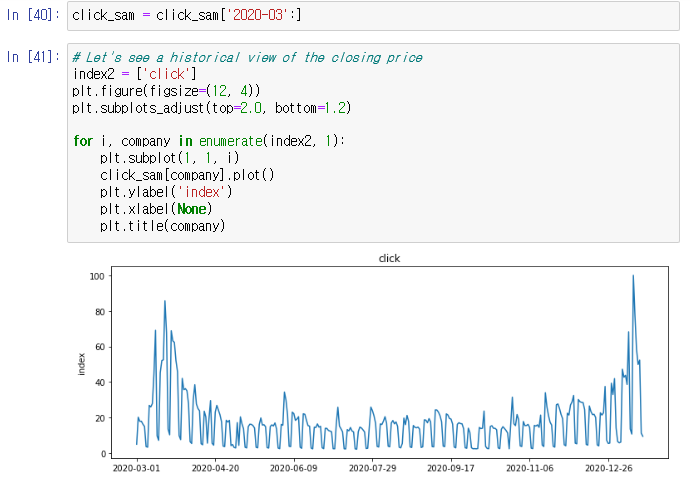 In [40]: click_sam = click_sam['2020-03':]
In [41]: # Let's see a historical view of the closing price
index2 = ['click']
plt.figure(figsize=(12, 4))
plt.subplots_adjust(top=2.0, bottom=1.2)
for i, company in enumerate(index2, 1):
    plt.subplot(1, 1, i)
    click_sam[company].plot()
    plt.ylabel('index')
    plt.xlabel(None)
    plt.title(company)
click
100
80
60
40
20
0
index
2020-03-01 2020-04-20 2020-06-09 2020-07-29 2020-09-17 2020-11-06 2020-12-26